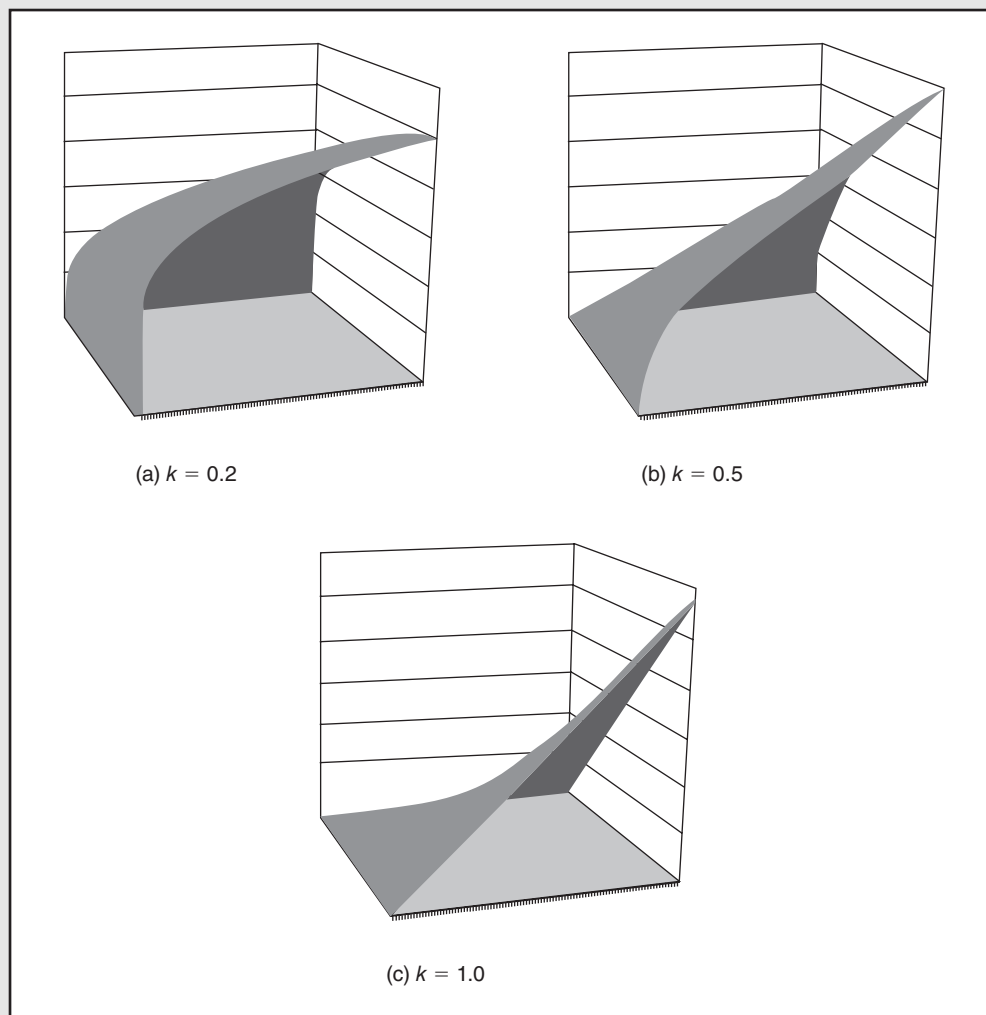 (a) k = 0.2
(b) k = 0.5
(c) k = 1.0